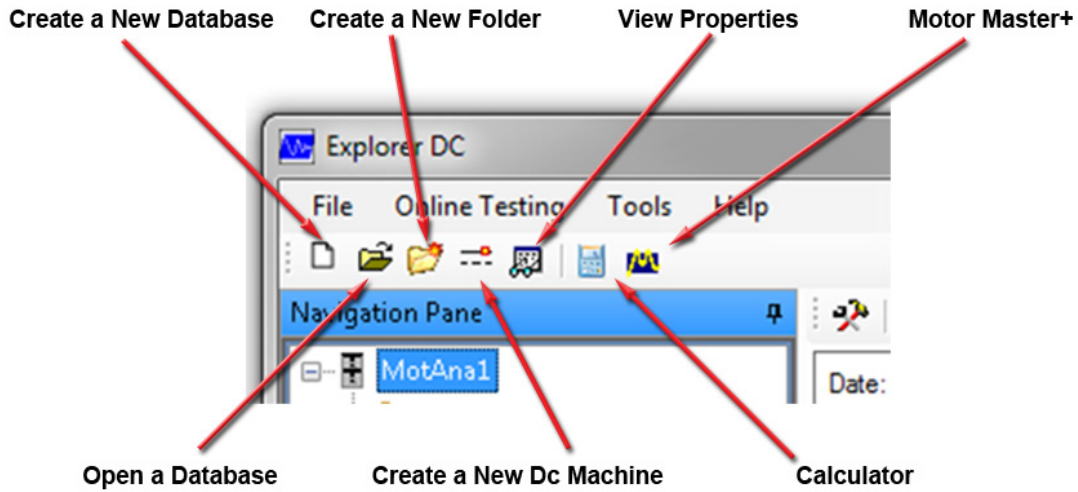 Create a New Database Create a New Folder View Properties Motor Master+
Explorer DC
File Online Testing Tools Help
Navigation Pane
MotAna1
Date:
Open a Database Create a New Dc Machine Calculator